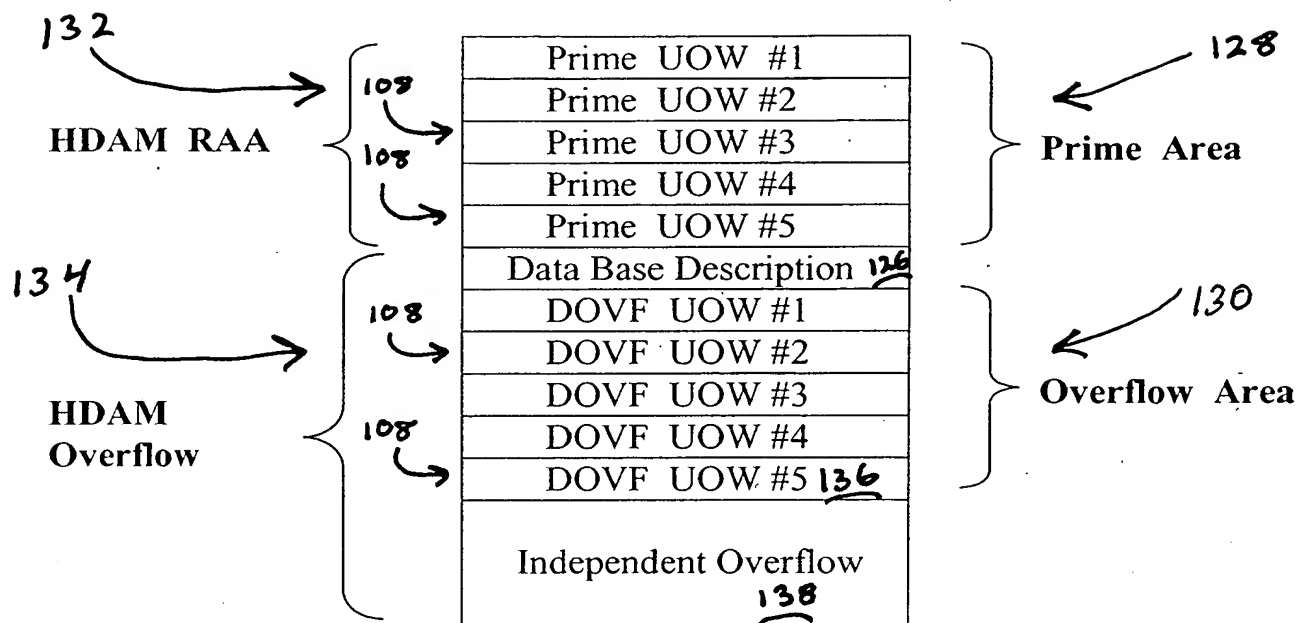 132
128
HDAM RAA
Prime Area
108
108
Prime UOW #1
Prime UOW #2
Prime UOW #3
Prime UOW #4
Prime UOW #5
Data Base Description 126
134
130
HDAM
Overflow
Overflow Area
108
108
DOVF UOW #1
DOVF UOW #2
DOVF UOW #3
DOVF UOW #4
DOVF UOW #5 136
Independent Overflow
138